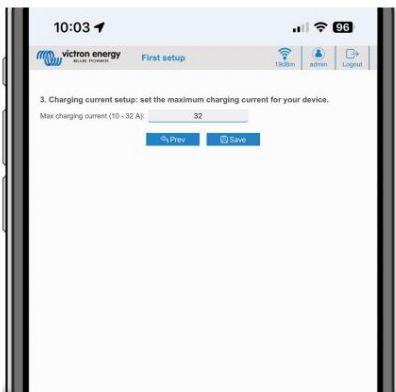 10:03
96
victron energy
BLUE POWER
First setup
19dBm
admin
Logout
3. Charging current setup: set the maximum charging current for your device.
Max charging current (10 - 32 A):
32
Prev
Save